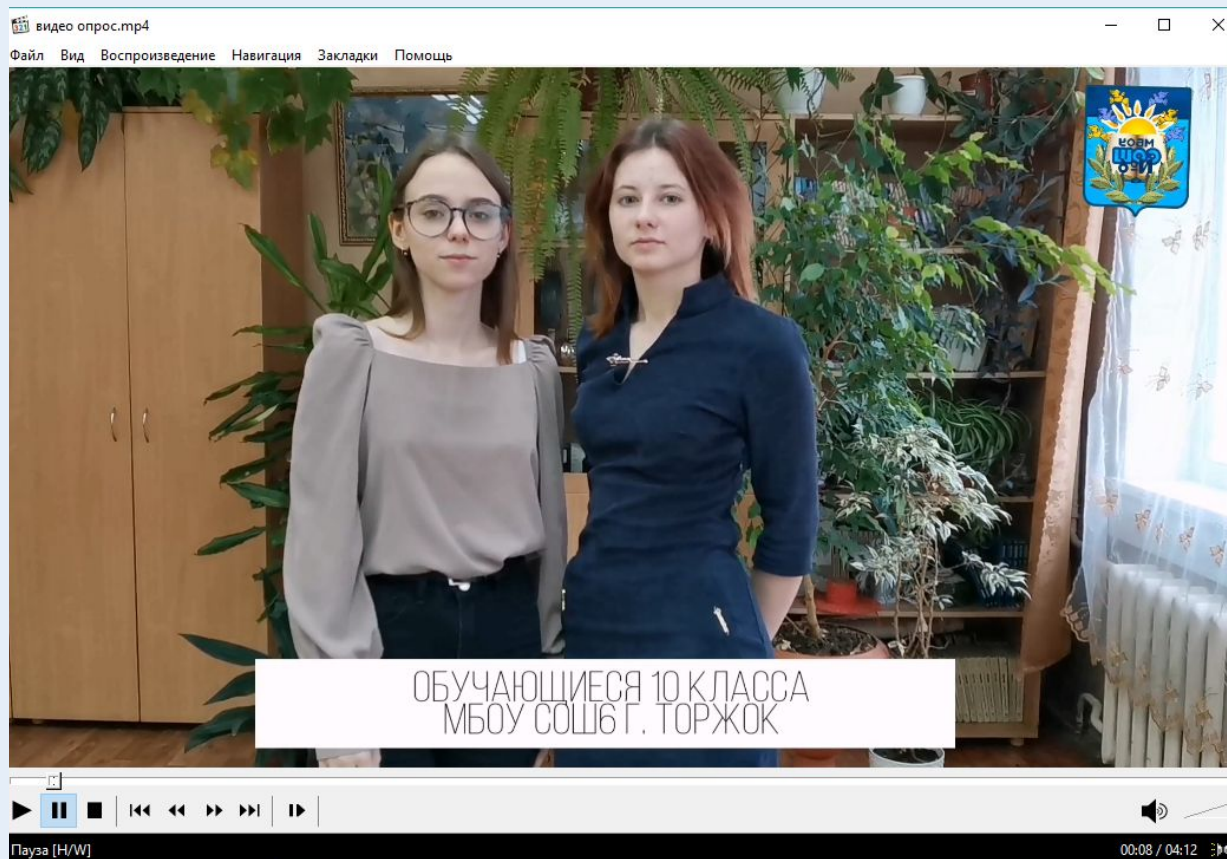 видео опрос.mp4
Файл Вид Воспроизведение Навигация Закладки Помощь
ОБУЧАЮЩИЕСЯ 10 КЛАССА
МБОУ СОШ6 Г. ТОРЖОК
Пауза [H/W]
00:08 / 04:12